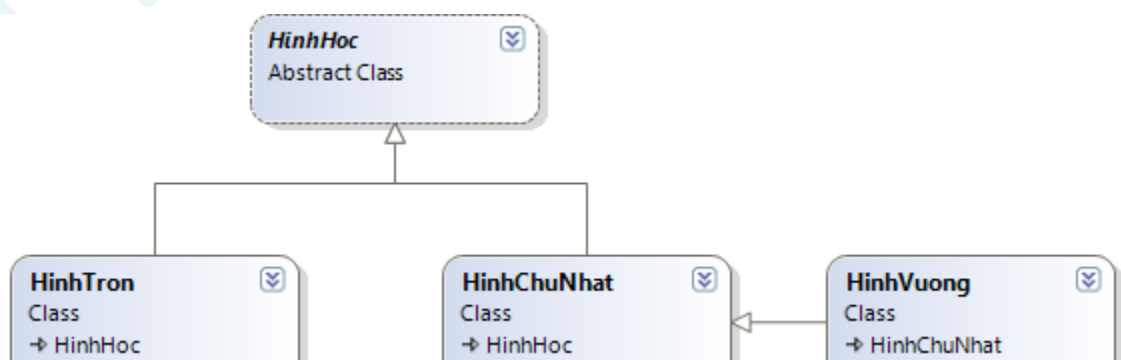 HinhHoc
Abstract Class
HinhTron
Class
HinhHoc
HinhChuNhat
Class
HinhHoc
HinhVuong
Class
HinhChuNhat